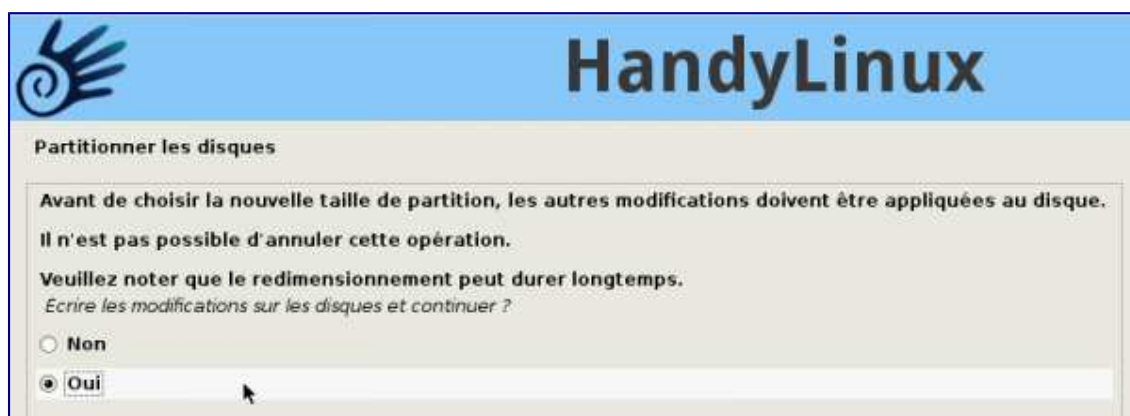 HandyLinux
Partitionner les disques
Avant de choisir la nouvelle taille de partition, les autres modifications doivent être appliquées au disque.
Il n'est pas possible d'annuler cette opération.
Veuillez noter que le redimensionnement peut durer longtemps.
Ecrire les modifications sur les disques et continuer ?
Non
Oui